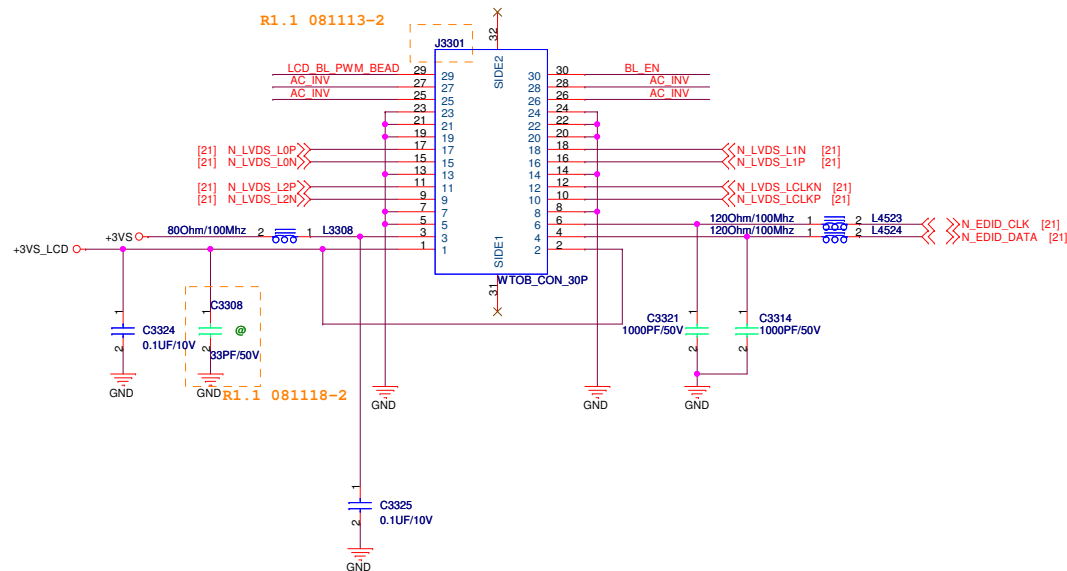 R1.1 081113-2
J3301
32
SIDE2
LCD_BL_PWM_BEAD 29 29 30 30 BL_EN
AC_INV 27 27 28 28 AC_INV
AC_INV 25 25 26 26 AC_INV
23 23 24 24
21 21 22 22
19 19 20 20
[21] N_LVDS_L0P 17 17 18 18 N_LVDS_L1N [21]
[21] N_LVDS_L0N 15 15 16 16 N_LVDS_L1P [21]
13 13 14 14
[21] N_LVDS_L2P 11 11 12 12 N_LVDS_LCLKN [21]
[21] N_LVDS_L2N 9 9 10 10 N_LVDS_LCLKP [21]
7 7 8 8
5 5 6 6 120Ohm/100Mhz 1 2 L4523 N_EDID_CLK [21]
+3VS 80Ohm/100Mhz 2 1 L3308 3 3 4 4 120Ohm/100Mhz 1 2 L4524 N_EDID_DATA [21]
+3VS_LCD 1 1 2 2
SIDE1
31
WTOB_CON_30P
1 C3324 2 0.1UF/10V
GND
C3308 1 @ 2 33PF/50V
GND
R1.1 081118-2
GND
GND
1 C3321 2 1000PF/50V
1 C3314 2 1000PF/50V
GND
1 C3325 2 0.1UF/10V
GND